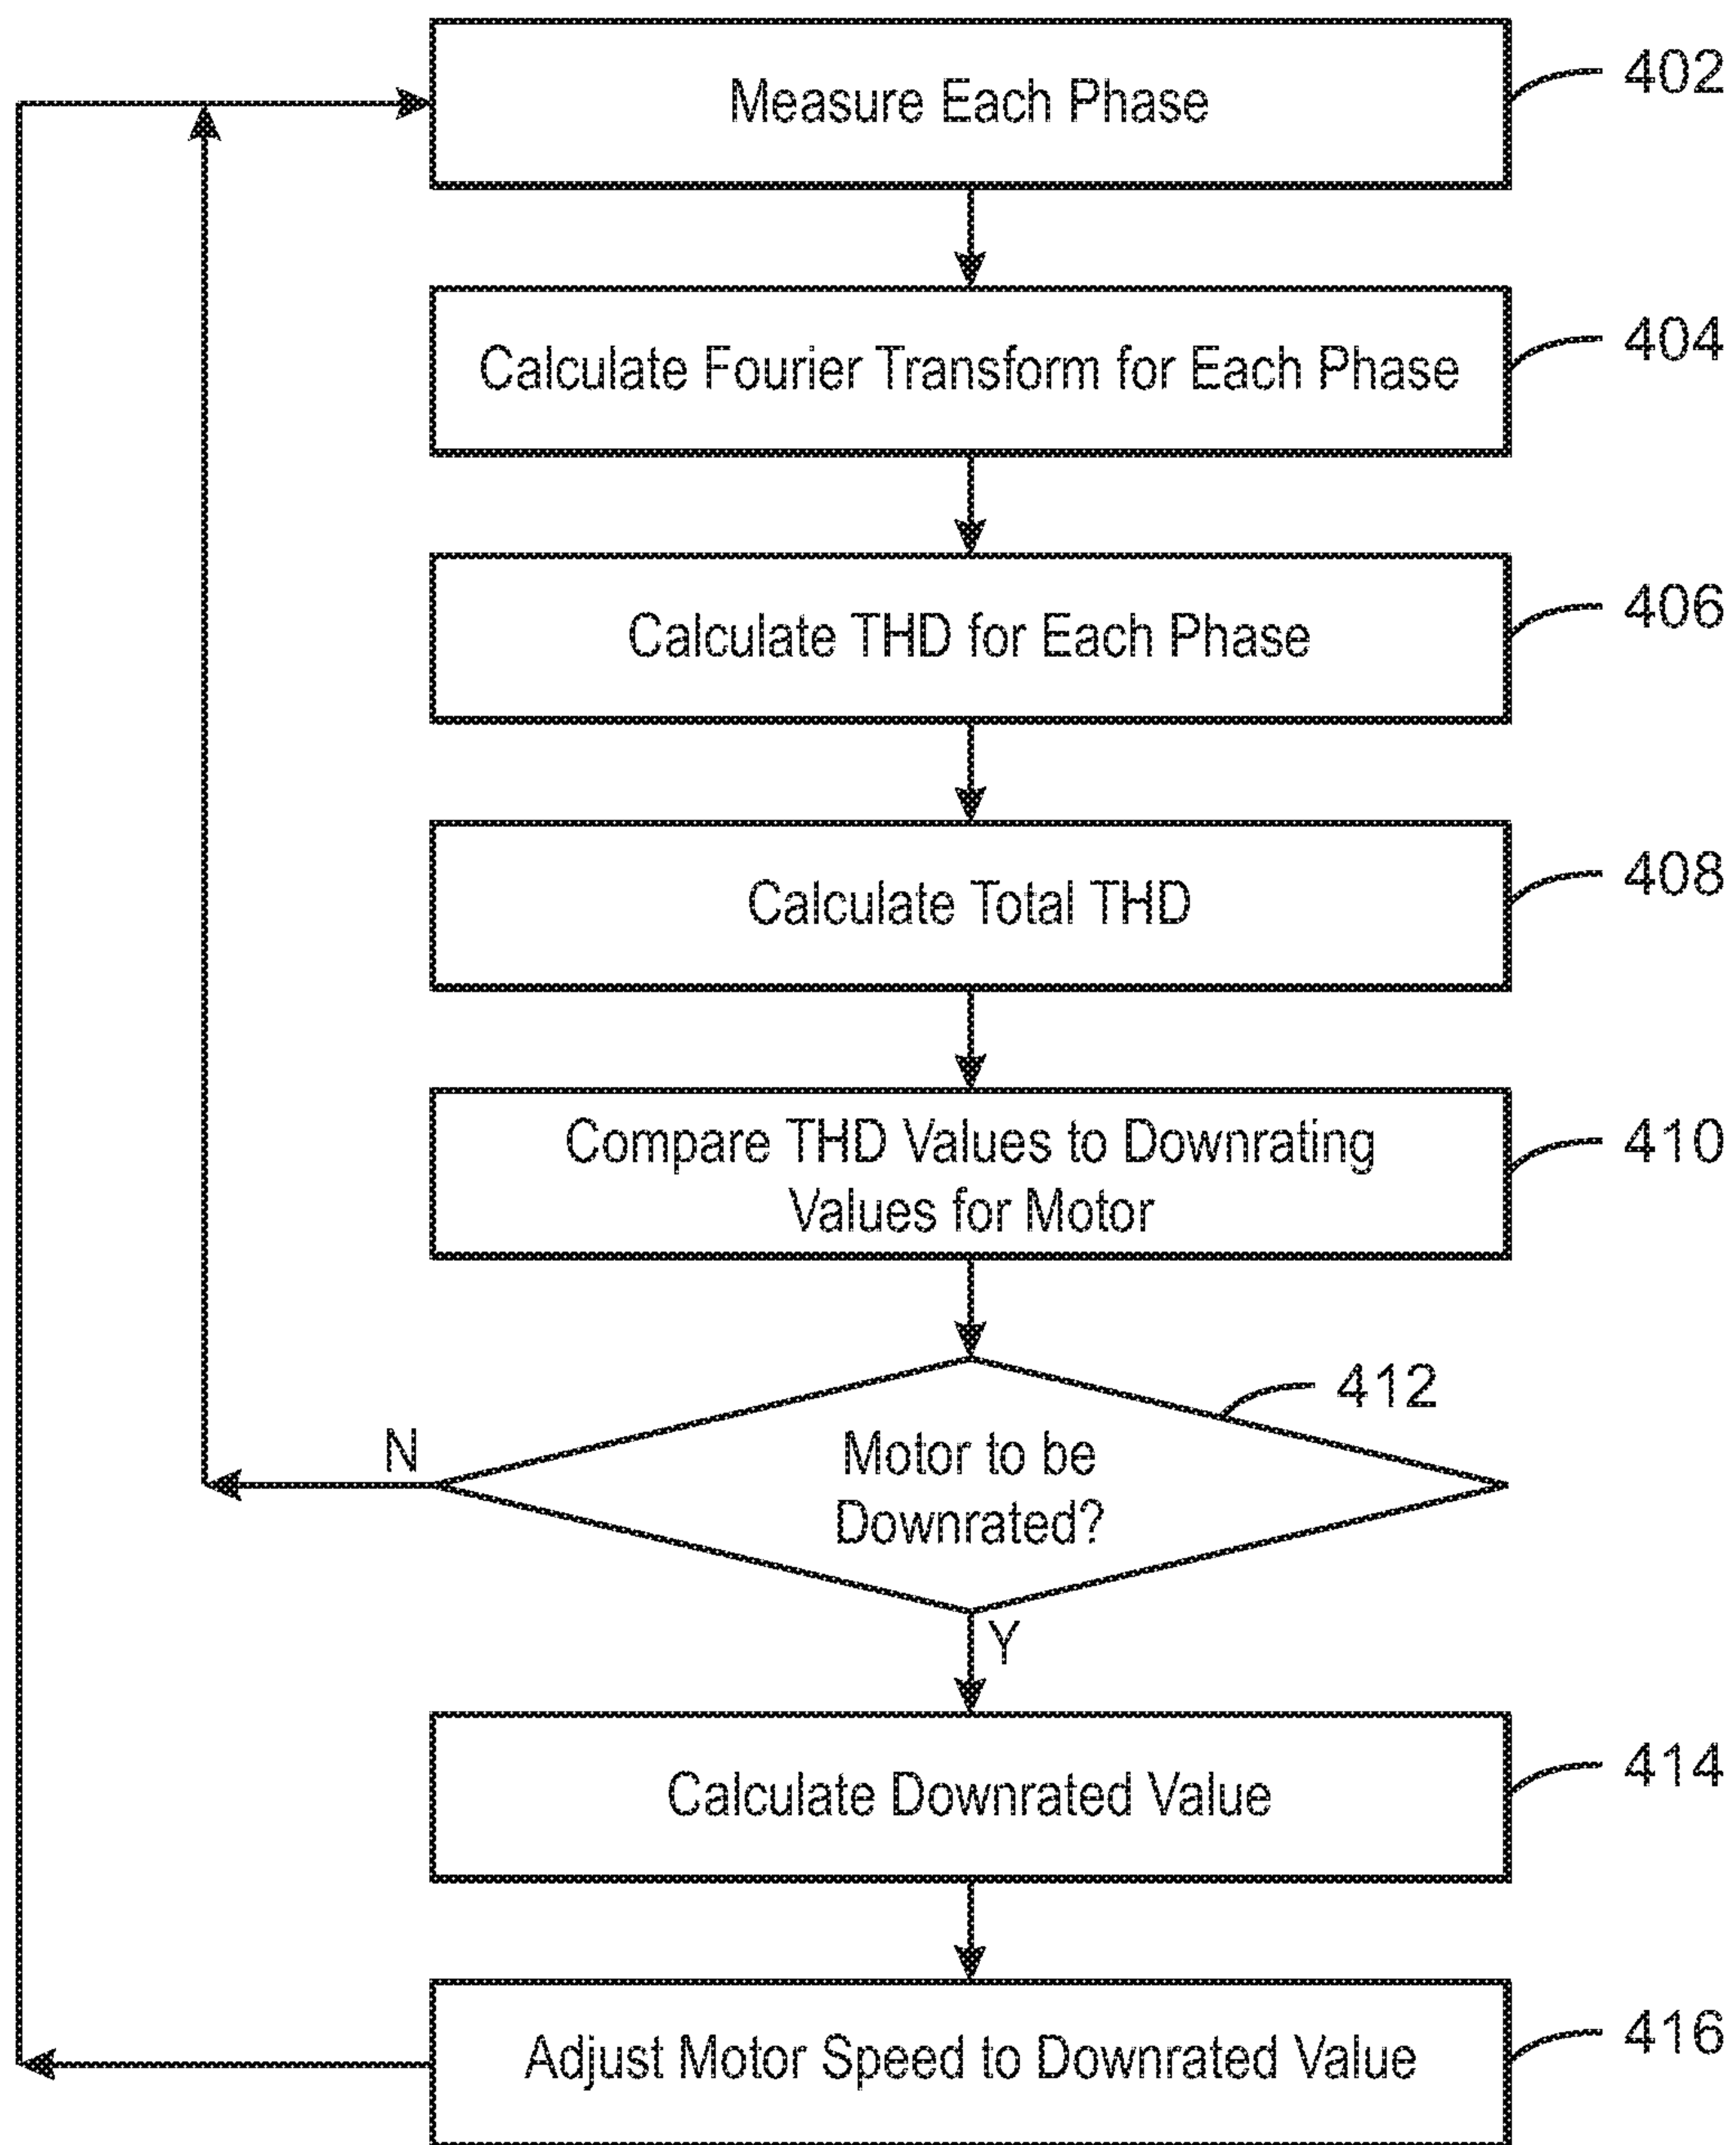 Measure Each Phase
402
Calculate Fourier Transform for Each Phase
404
Calculate THD for Each Phase
406
Calculate Total THD
408
Compare THD Values to Downrating
Values for Motor
410
412
N
Motor to be
Downrated?
Y
Calculate Downrated Value
414
Adjust Motor Speed to Downrated Value
416